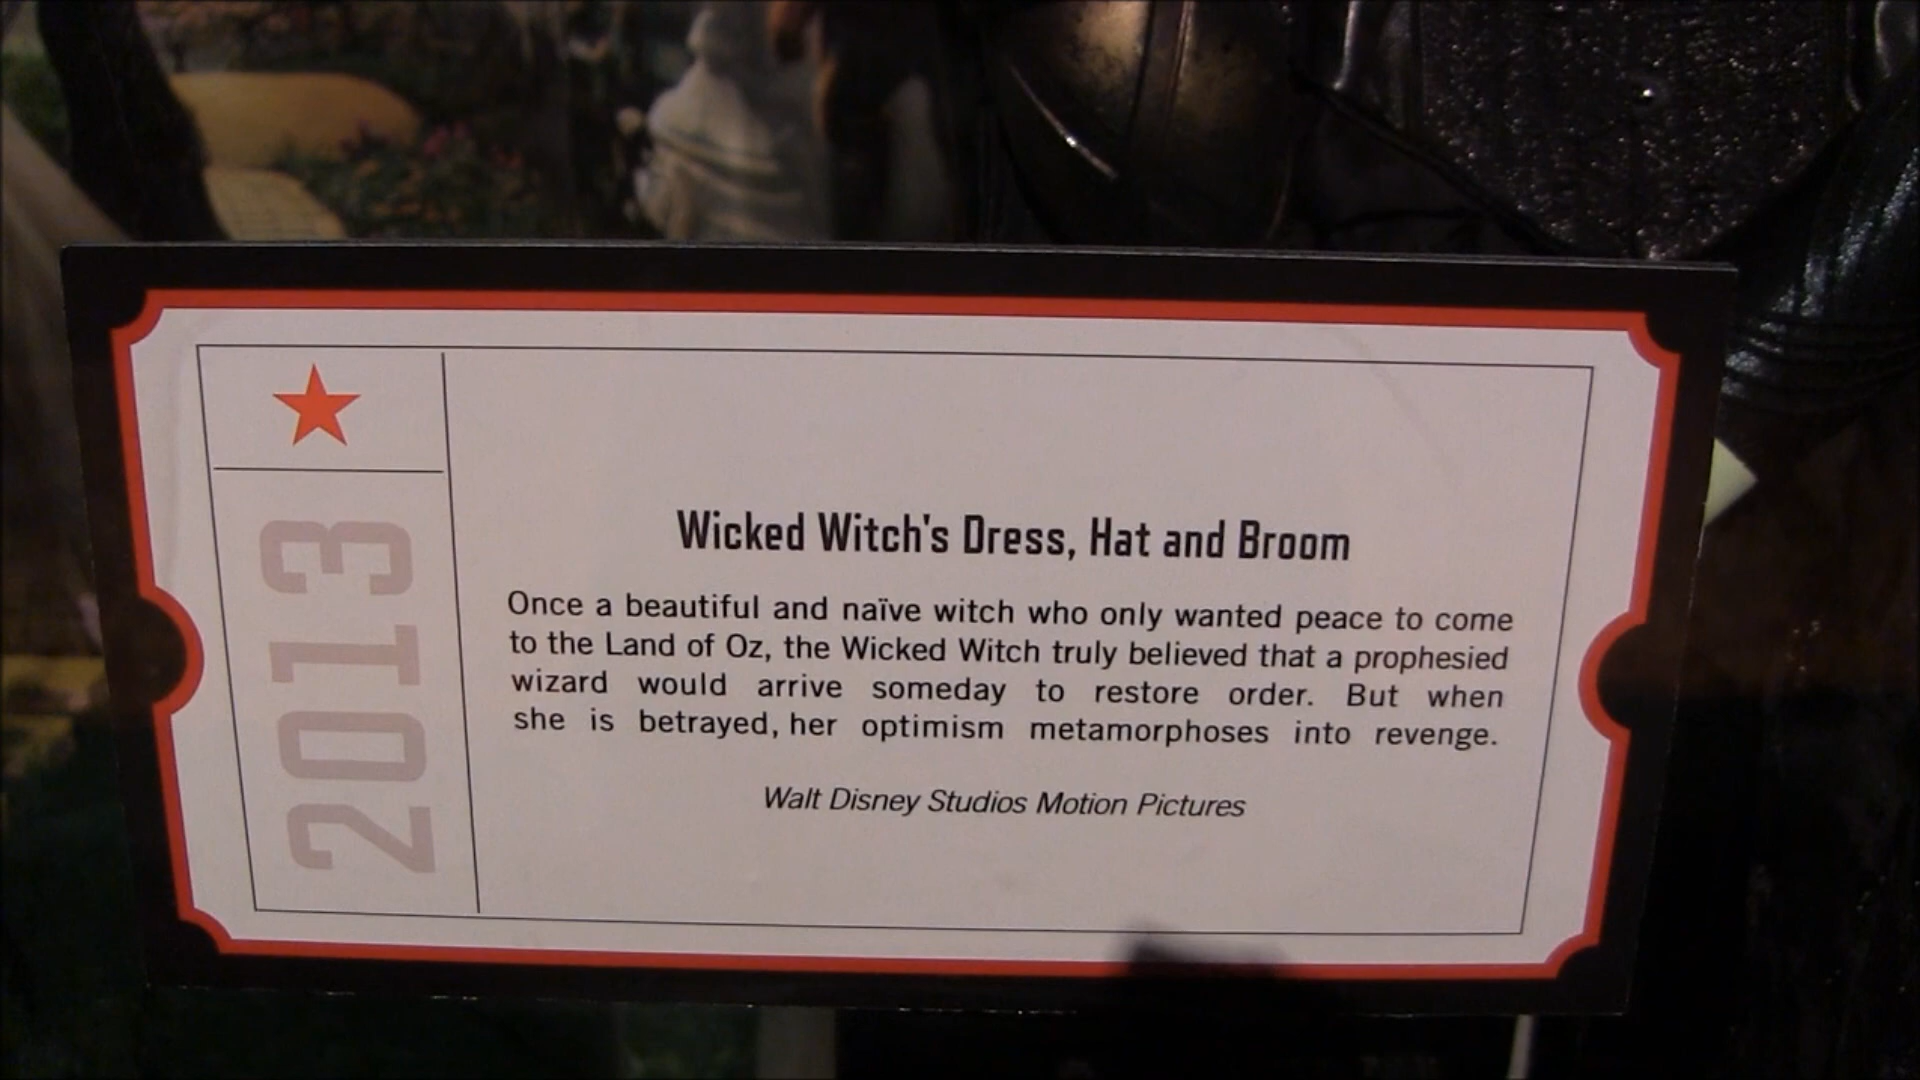 2013
Wicked Witch's Dress, Hat and Broom
Once a beautiful and naïve witch who only wanted peace to come
to the Land of Oz, the Wicked Witch truly believed that a prophesied
wizard would arrive someday to restore order. But when
she is betrayed, her optimism metamorphoses into revenge.
Walt Disney Studios Motion Pictures